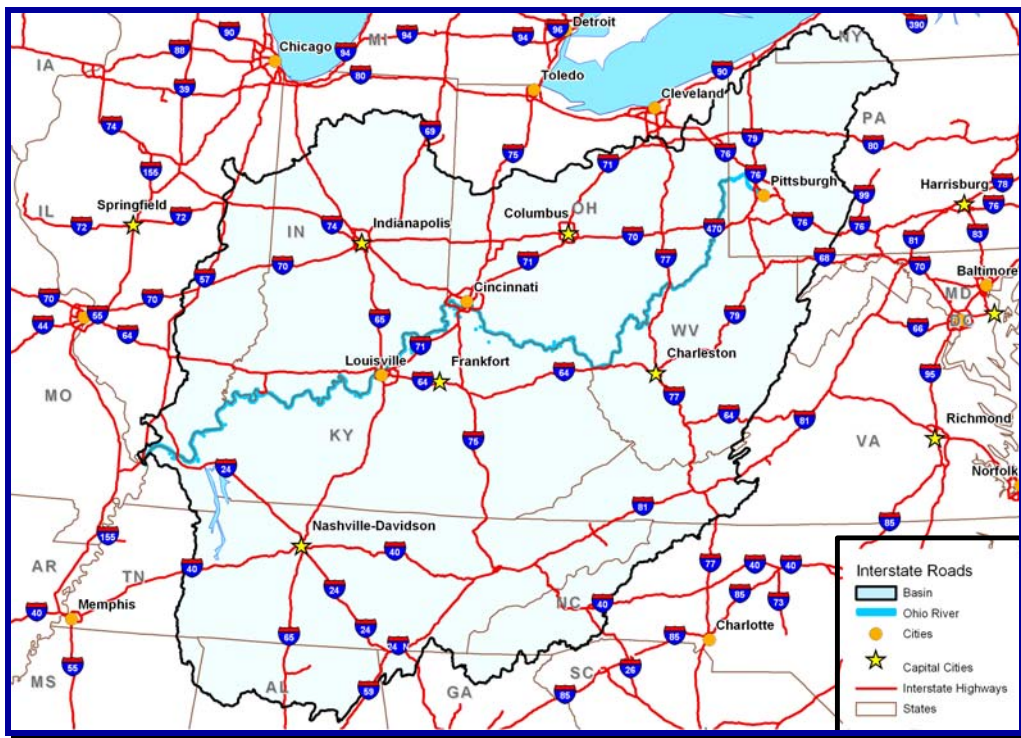 Detroit
390
NY
90
96
MI
94
94
88
Chicago
94
IA
80
Toledo
90
Cleveland
39
PA
74
69
79
75
76
80
71
155
76
Pittsburgh
99
Harrisburg
78
Springfield
76
IL
72
72
Columbus
OH
Indianapolis
74
IN
70
470
76
76
83
81
71
77
68
70
57
70
Baltimore
70
70
Cincinnati
MD
55
DC
44
64
65
79
66
WV
71
Louisville
Frankfort
Charleston
64
64
95
MO
77
64
81
Richmond
KY
75
VA
24
Norfolk
81
Nashville-Davidson
85
155
40
77
40
40
AR
TN
40
24
85
73
Memphis
NC
40
40
24
Charlotte
65
85
55
24
SC
26
MS
AL
59
GA
85
Interstate Roads
Basin
Ohio River
Cities
Capital Cities
Interstate Highways
States